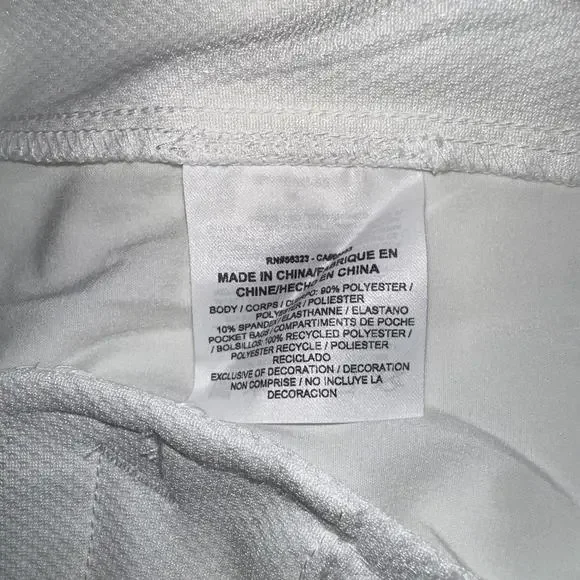 RN#56323 - CA
MADE IN CHINA/FABRIQUE EN
CHINE/HECHO EN CHINA
BODY / CORPS / CUERPO: 90% POLYESTER /
POLYESTER / POLIESTER
10% SPANDEX/ELASTHANNE / ELASTANO
POCKET BAGS/ COMPARTIMENTS DE POCHE
/ BOLSILLOS: 100% RECYCLED POLYESTER /
POLYESTER RECYCLE / POLIESTER
RECICLADO
EXCLUSIVE OF DECORATION / DECORATION
NON COMPRISE / NO INCLUYE LA
DECORACION